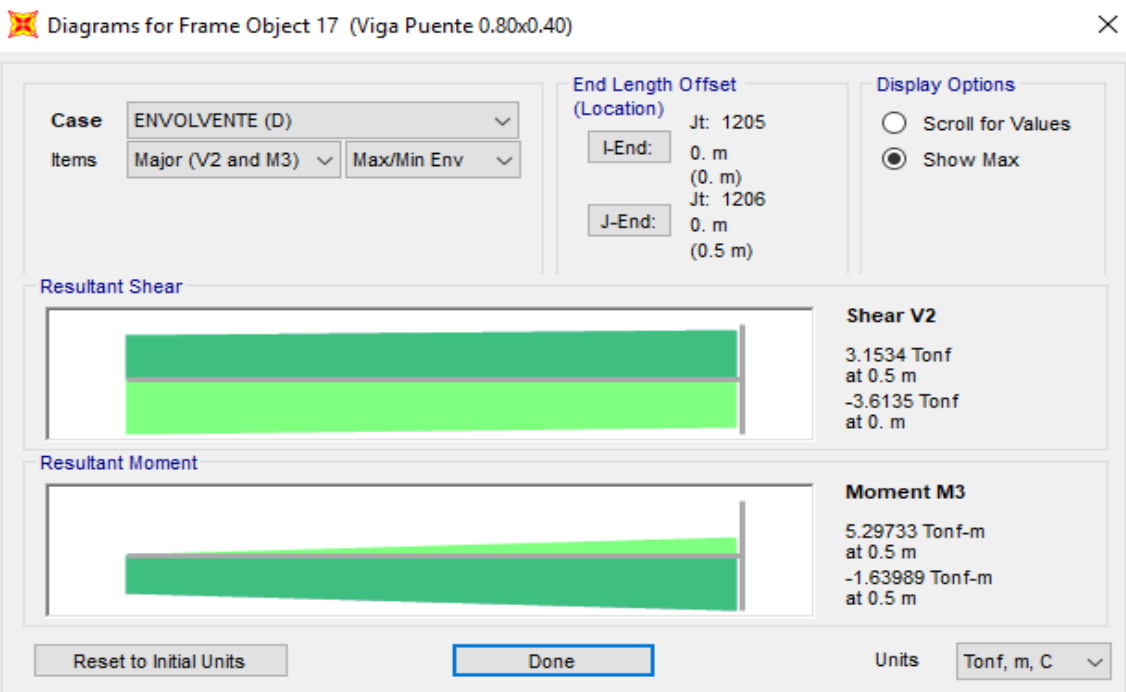 Diagrams for Frame Object 17 (Viga Puente 0.80x0.40)
Case ENVOLVENTE (D)
Items Major (V2 and M3) Max/Min Env
End Length Offset
(Location)
Jt: 1205
I-End: 0. m
(0. m)
Jt: 1206
J-End: 0. m
(0.5 m)
Display Options
Scroll for Values
Show Max
Resultant Shear
Shear V2
3.1534 Tonf
at 0.5 m
-3.6135 Tonf
at 0. m
Resultant Moment
Moment M3
5.29733 Tonf-m
at 0.5 m
-1.63989 Tonf-m
at 0.5 m
Reset to Initial Units Done Units Tonf, m, C